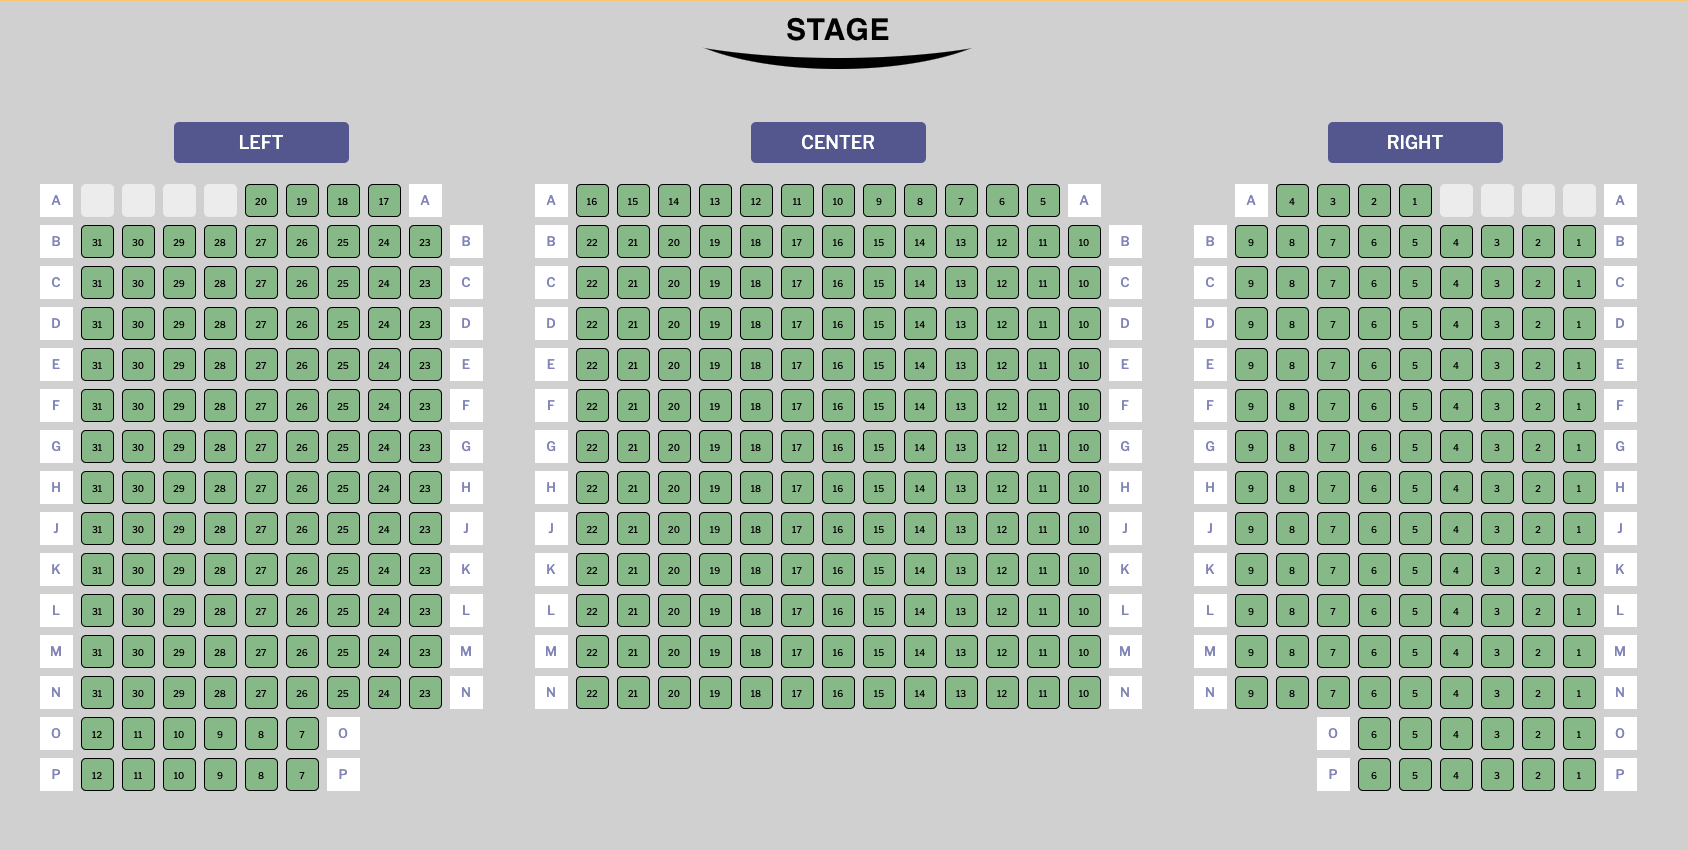 STAGE
LEFT CENTER RIGHT
A 20 19 18 17 A A 16 15 14 13 12 11 10 9 8 7 6 5 A A 4 3 2 1 A
B 31 30 29 28 27 26 25 24 23 B B 22 21 20 19 18 17 16 15 14 13 12 11 10 B B 9 8 7 6 5 4 3 2 1 B
C 31 30 29 28 27 26 25 24 23 C C 22 21 20 19 18 17 16 15 14 13 12 11 10 C C 9 8 7 6 5 4 3 2 1 C
D 31 30 29 28 27 26 25 24 23 D D 22 21 20 19 18 17 16 15 14 13 12 11 10 D D 9 8 7 6 5 4 3 2 1 D
E 31 30 29 28 27 26 25 24 23 E E 22 21 20 19 18 17 16 15 14 13 12 11 10 E E 9 8 7 6 5 4 3 2 1 E
F 31 30 29 28 27 26 25 24 23 F F 22 21 20 19 18 17 16 15 14 13 12 11 10 F F 9 8 7 6 5 4 3 2 1 F
G 31 30 29 28 27 26 25 24 23 G G 22 21 20 19 18 17 16 15 14 13 12 11 10 G G 9 8 7 6 5 4 3 2 1 G
H 31 30 29 28 27 26 25 24 23 H H 22 21 20 19 18 17 16 15 14 13 12 11 10 H H 9 8 7 6 5 4 3 2 1 H
J 31 30 29 28 27 26 25 24 23 J J 22 21 20 19 18 17 16 15 14 13 12 11 10 J J 9 8 7 6 5 4 3 2 1 J
K 31 30 29 28 27 26 25 24 23 K K 22 21 20 19 18 17 16 15 14 13 12 11 10 K K 9 8 7 6 5 4 3 2 1 K
L 31 30 29 28 27 26 25 24 23 L L 22 21 20 19 18 17 16 15 14 13 12 11 10 L L 9 8 7 6 5 4 3 2 1 L
M 31 30 29 28 27 26 25 24 23 M M 22 21 20 19 18 17 16 15 14 13 12 11 10 M M 9 8 7 6 5 4 3 2 1 M
N 31 30 29 28 27 26 25 24 23 N N 22 21 20 19 18 17 16 15 14 13 12 11 10 N N 9 8 7 6 5 4 3 2 1 N
O 12 11 10 9 8 7 O O 6 5 4 3 2 1 O
P 12 11 10 9 8 7 P P 6 5 4 3 2 1 P